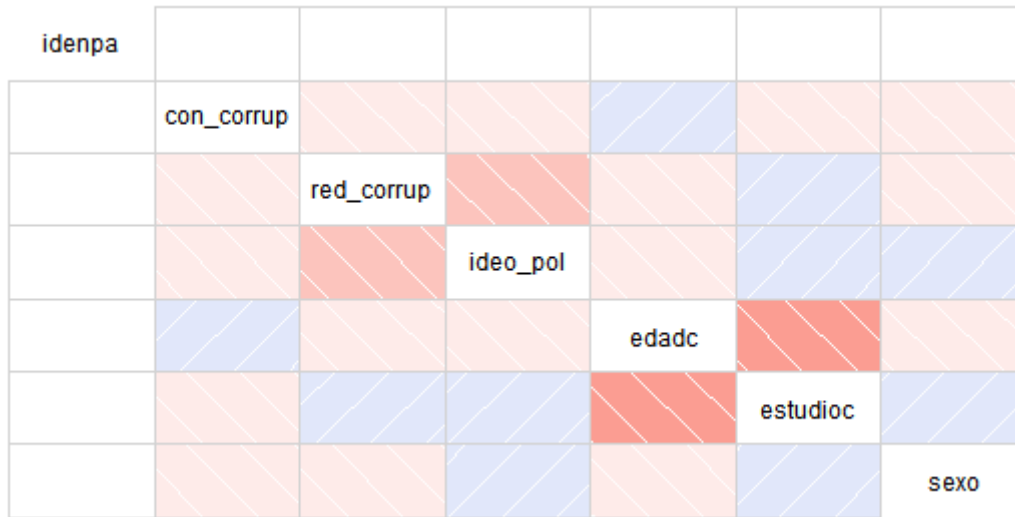 idenpa
con_corrup
red_corrup
ideo_pol
edadc
estudioc
sexo